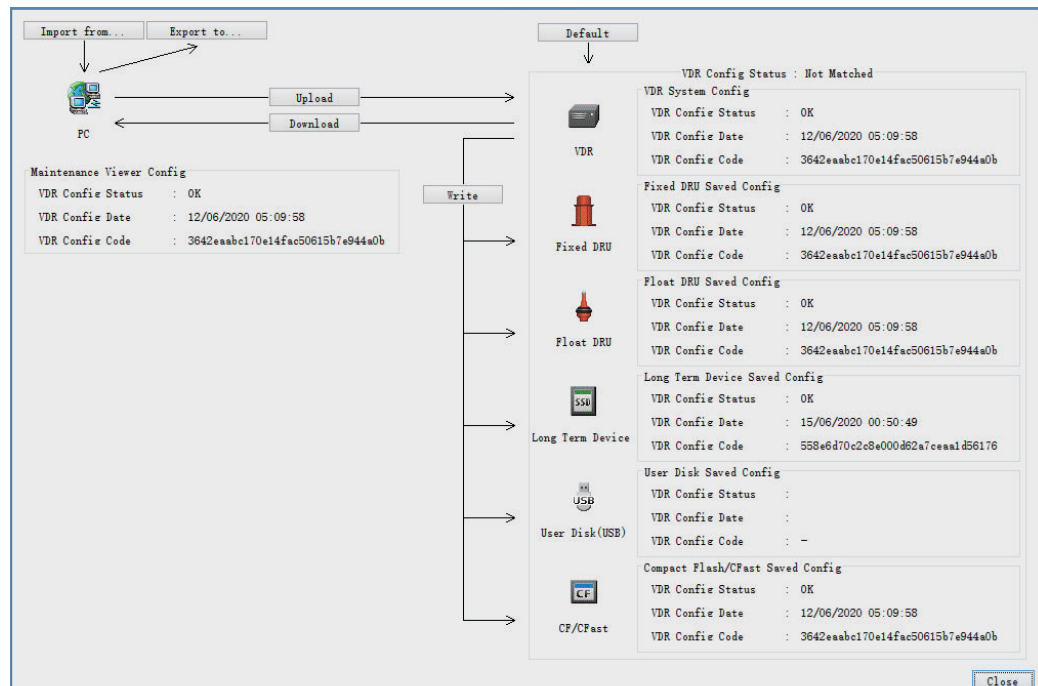 Import from...
Export to...
Default
VDR Config Status : Not Matched
PC
Upload
Download
VDR
VDR System Config
VDR Config Status : OK
VDR Config Date : 12/06/2020 05:09:58
VDR Config Code : 3642eaabc170e14fac50615b7e944a0b
Maintenance Viewer Config
VDR Config Status : OK
VDR Config Date : 12/06/2020 05:09:58
VDR Config Code : 3642eaabc170e14fac50615b7e944a0b
Write
Fixed DRU
Fixed DRU Saved Config
VDR Config Status : OK
VDR Config Date : 12/06/2020 05:09:58
VDR Config Code : 3642eaabc170e14fac50615b7e944a0b
Float DRU
Float DRU Saved Config
VDR Config Status : OK
VDR Config Date : 12/06/2020 05:09:58
VDR Config Code : 3642eaabc170e14fac50615b7e944a0b
SSD
Long Term Device
Long Term Device Saved Config
VDR Config Status : OK
VDR Config Date : 15/06/2020 00:50:49
VDR Config Code : 558e6d70c2c8e000d62a7ceaa1d56176
USB
User Disk(USB)
User Disk Saved Config
VDR Config Status :
VDR Config Date :
VDR Config Code : -
CF
CF/CFast
Compact Flash/CFast Saved Config
VDR Config Status : OK
VDR Config Date : 12/06/2020 05:09:58
VDR Config Code : 3642eaabc170e14fac50615b7e944a0b
Close